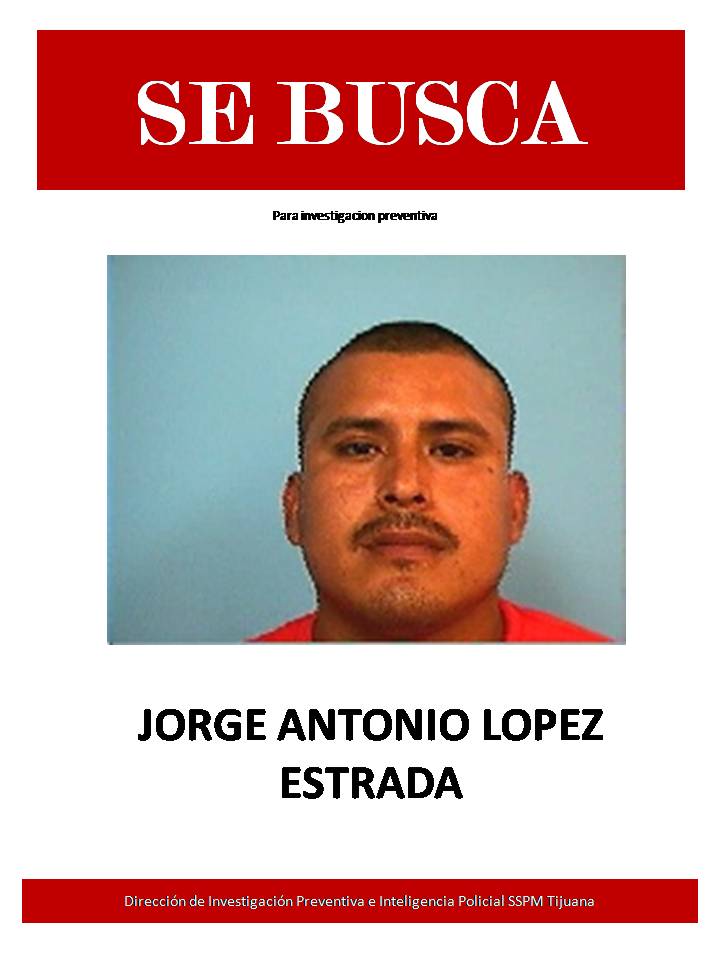 SE BUSCA
Para investigacion preventiva
JORGE ANTONIO LOPEZ
ESTRADA
Dirección de Investigación Preventiva e Inteligencia Policial SSPM Tijuana